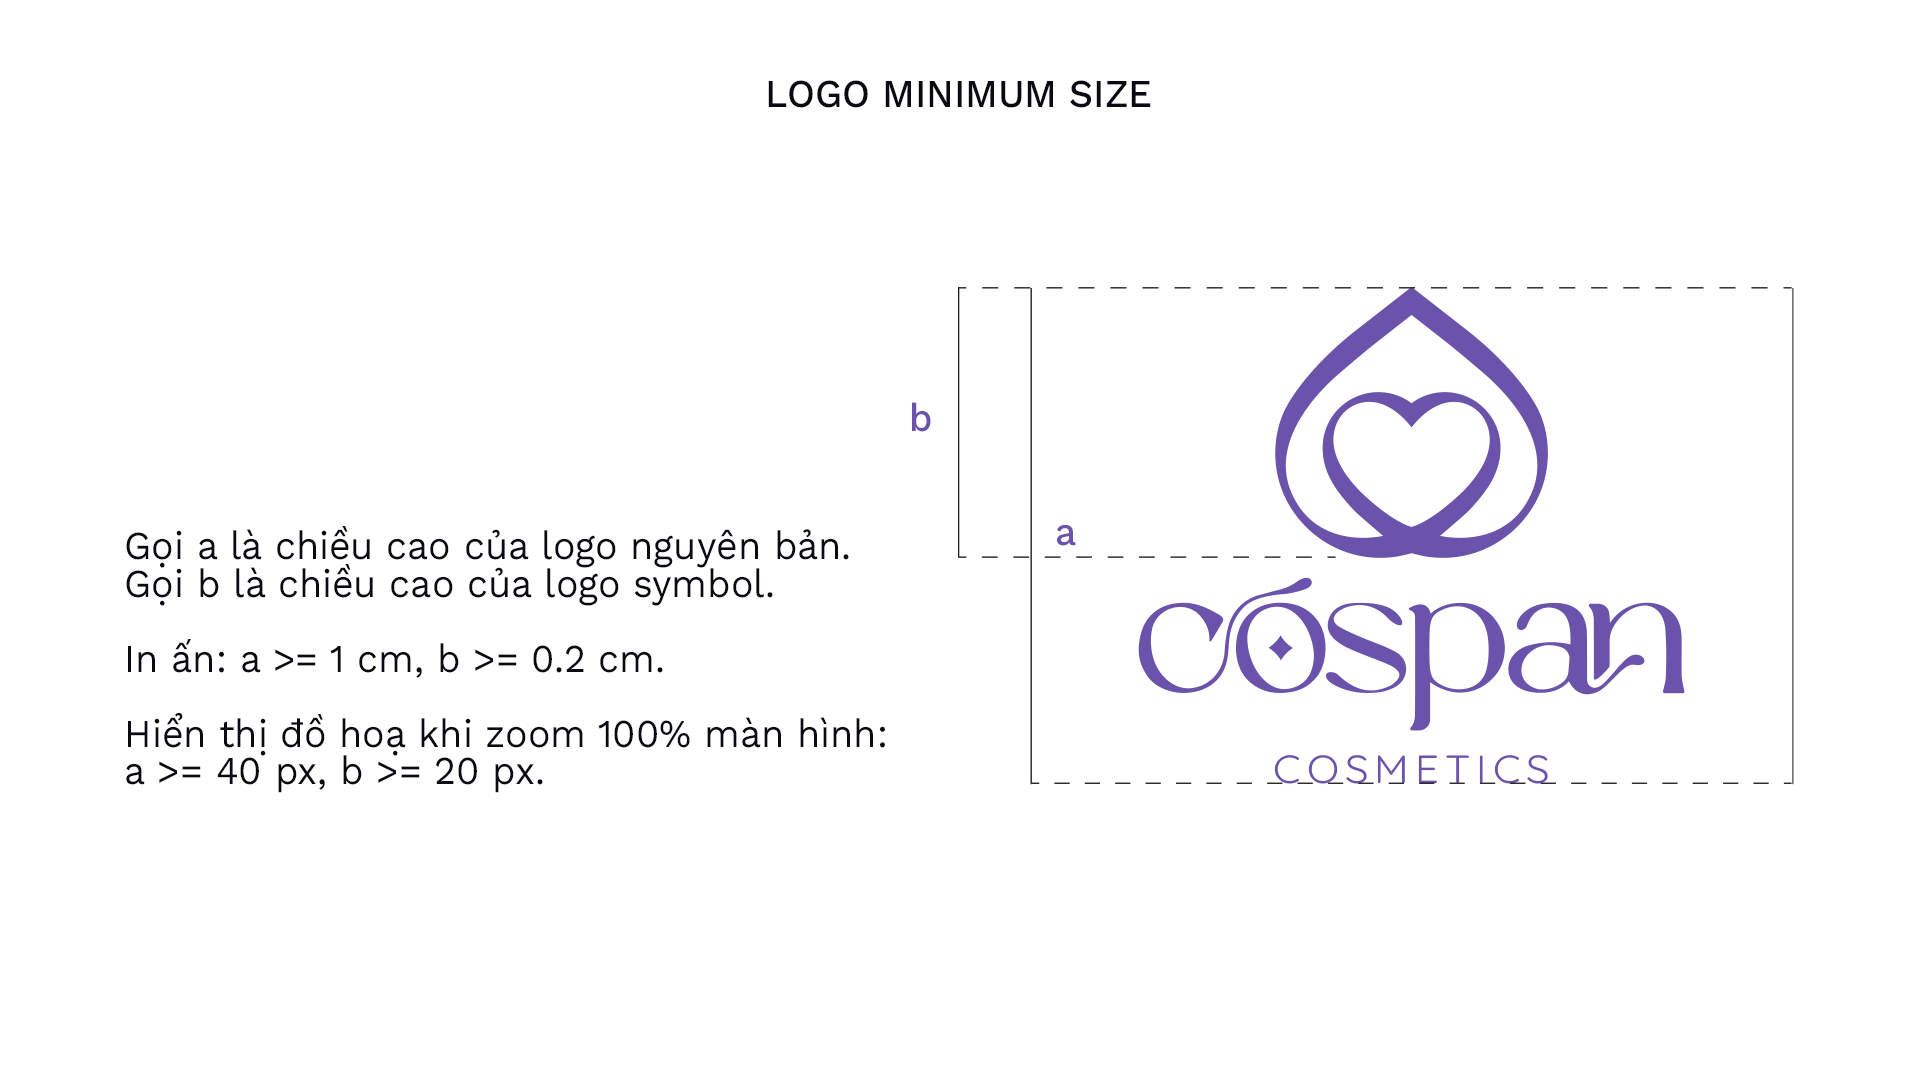 LOGO MINIMUM SIZE
b
a
Gọi a là chiều cao của logo nguyên bản.
Gọi b là chiều cao của logo symbol.
In ấn: a >= 1 cm, b >= 0.2 cm.
Hiển thị đồ hoạ khi zoom 100% màn hình:
a >= 40 px, b >= 20 px.
cóspan
COSMETICS